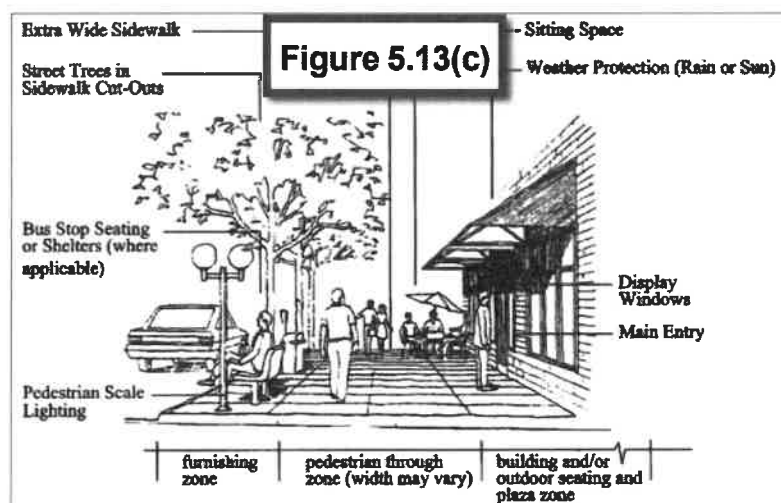 Extra Wide Sidewalk
Figure 5.13(c)
Sitting Space
Street Trees in
Sidewalk Cut-Outs
Weather Protection (Rain or Sun)
Bus Stop Seating
or Shelters (where
applicable)
Display
Windows
Main Entry
Pedestrian Scale
Lighting
furnishing
zone
pedestrian through
zone (width may vary)
building and/or
outdoor seating and
plaza zone